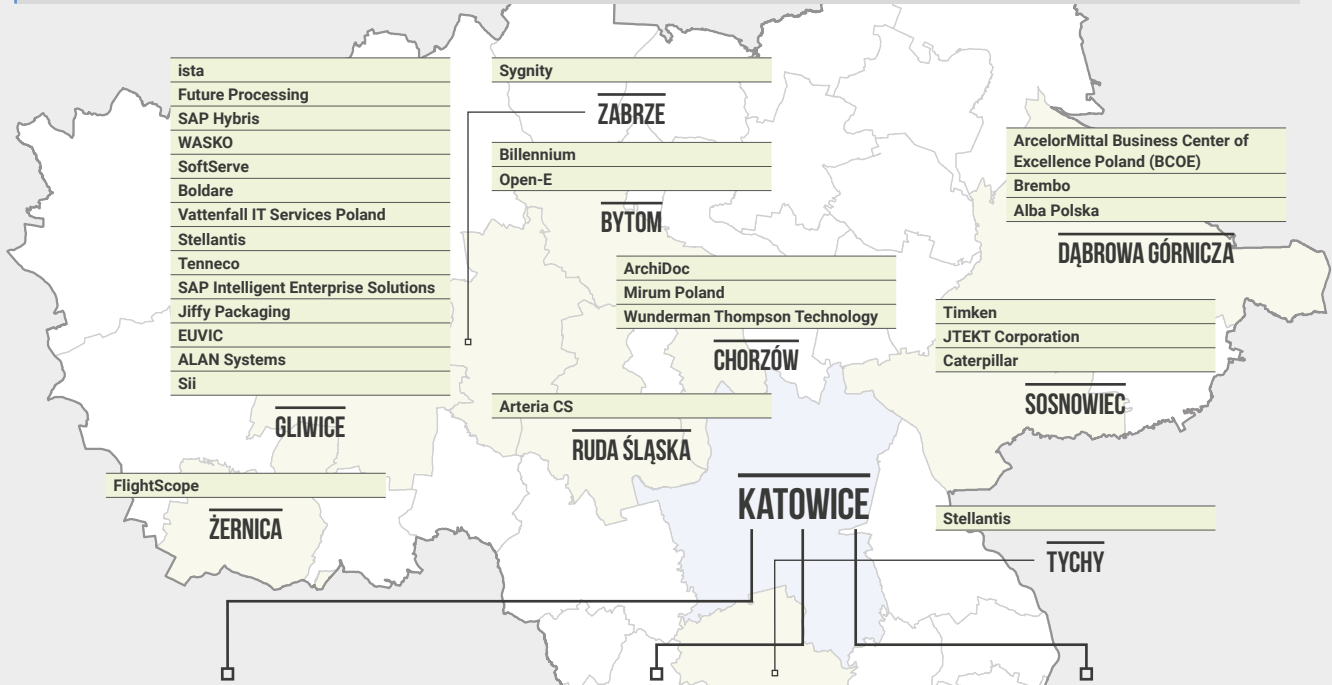 ista
Future Processing
SAP Hybris
WASKO
SoftServe
Boldare
Vattenfall IT Services Poland
Stellantis
Tenneco
SAP Intelligent Enterprise Solutions
Jiffy Packaging
EUVIC
ALAN Systems
Sii
GLIWICE
FlightScope
ŻERNICA
Sygnity
ZABRZE
Billennium
Open-E
BYTOM
ArchiDoc
Mirum Poland
Wunderman Thompson Technology
CHORZÓW
Arteria CS
RUDA ŚLĄSKA
KATOWICE
ArcelorMittal Business Center of
Excellence Poland (BCOE)
Brembo
Alba Polska
DĄBROWA GÓRNICZA
Timken
JTEKT Corporation
Caterpillar
SOSNOWIEC
Stellantis
TYCHY